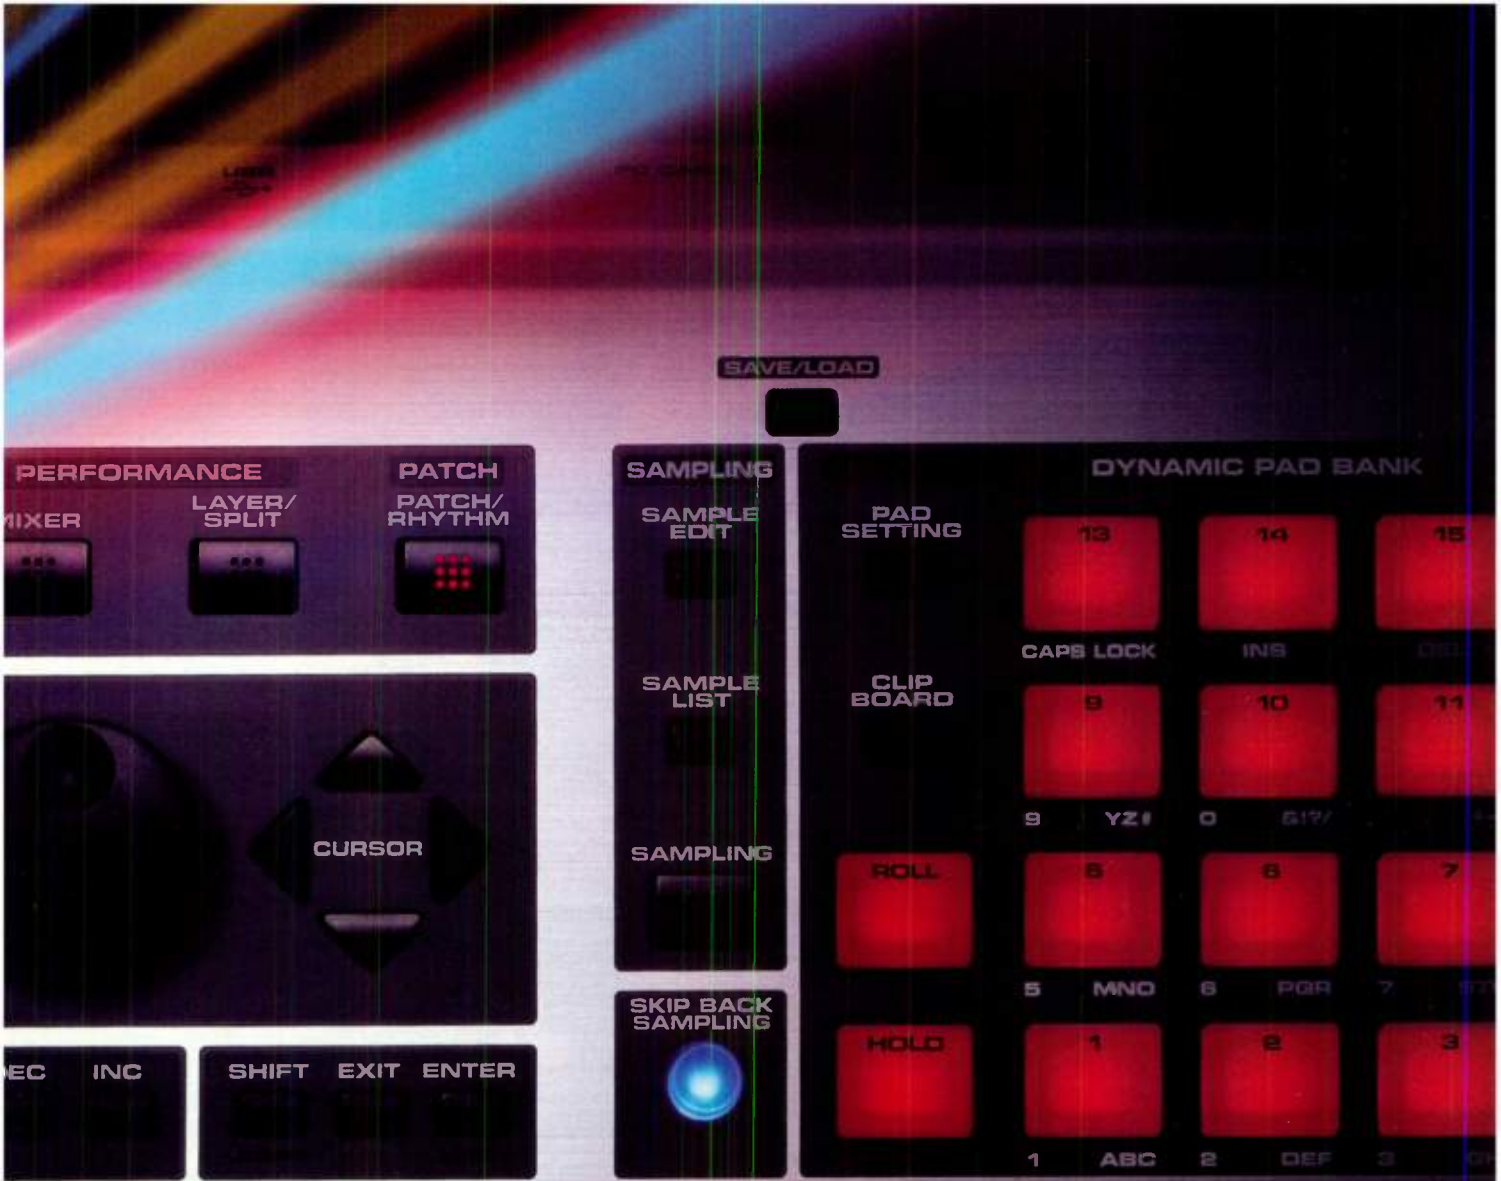 USB
SAVE/LOAD
PERFORMANCE
PATCH
SAMPLING
DYNAMIC PAD BANK
MIXER
LAYER/
SPLIT
PATCH/
RHYTHM
SAMPLE
EDIT
PAD
SETTING
13
14
15
CAPS LOCK
INS
SAMPLE
LIST
CLIP
BOARD
9
10
11
CURSOR
9 YZ
0 &!?/
SAMPLING
ROLL
5
6
7
5 MNO
6 PQR
7
SKIP BACK
SAMPLING
HOLD
1
2
3
INC
SHIFT
EXIT
ENTER
1 ABC
2 DEF
3